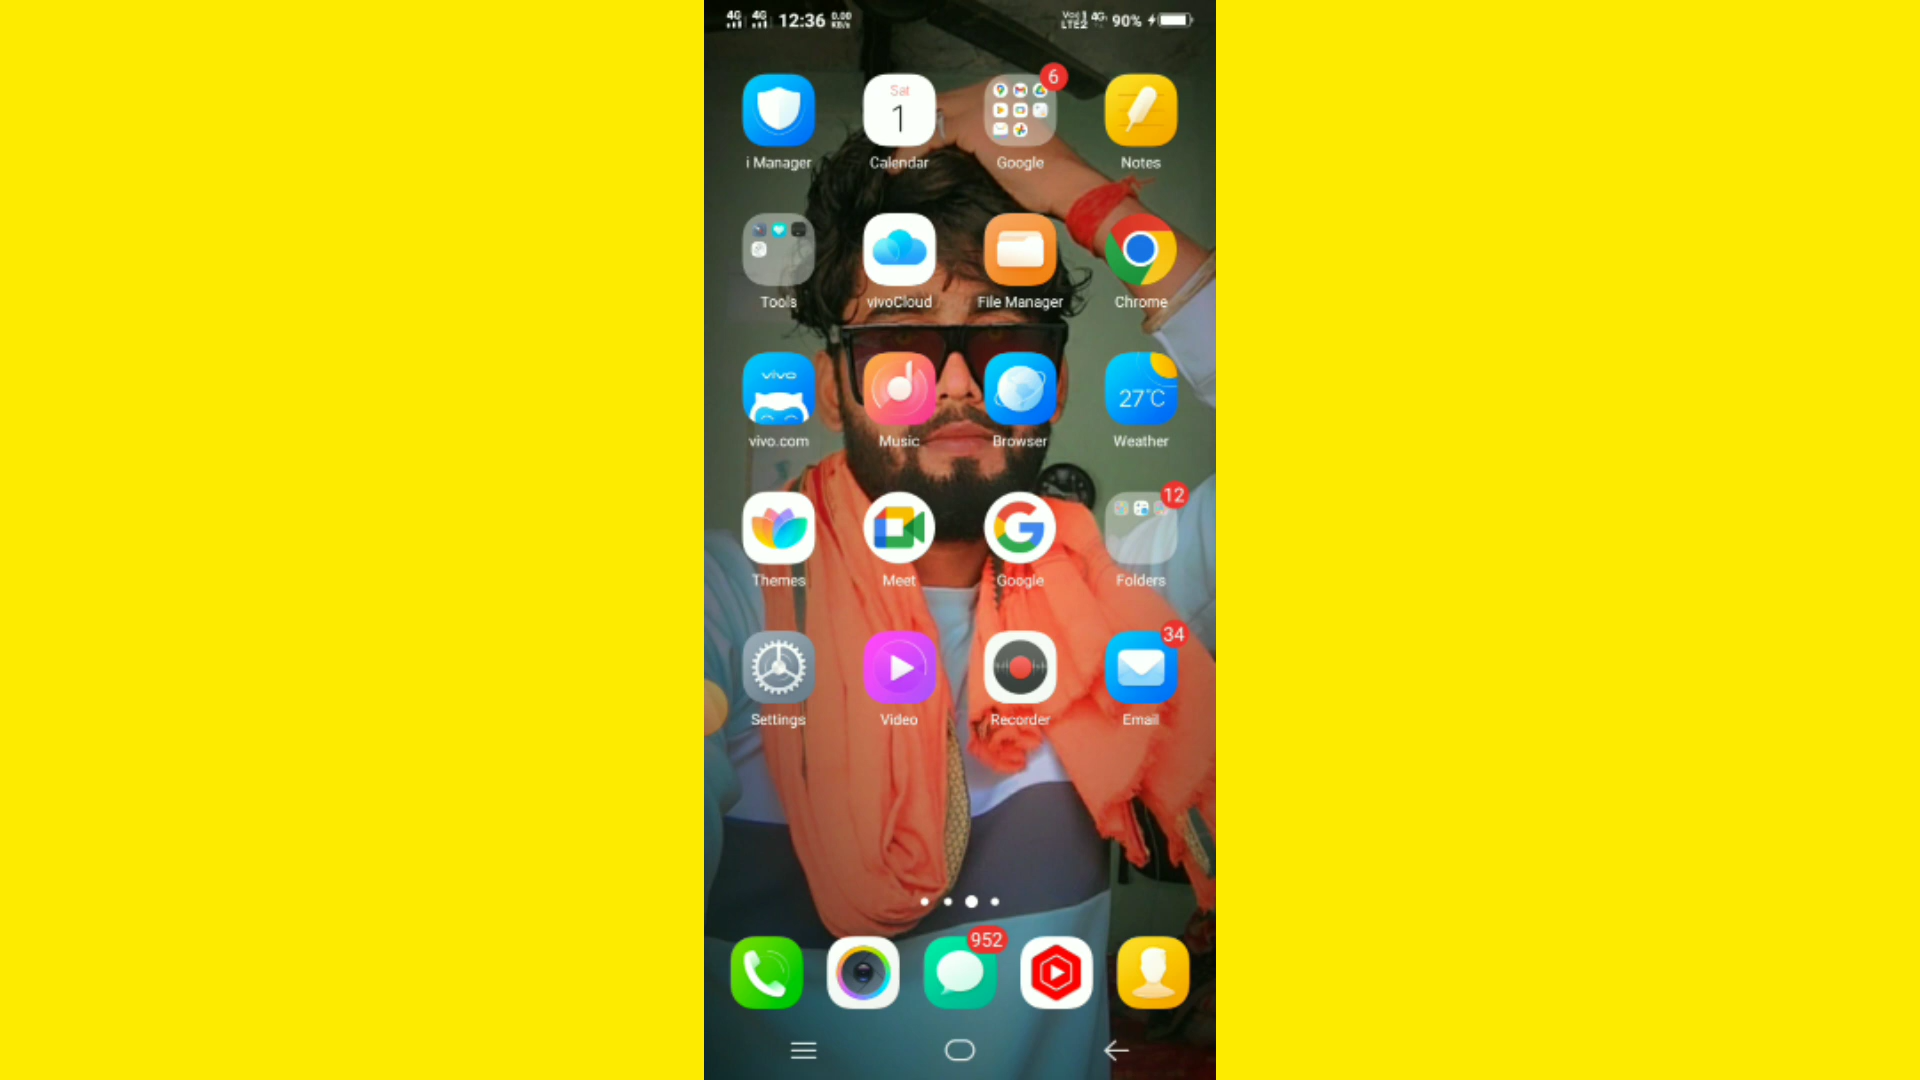 4G 4G 12:36 0.00 KB/s 4G 90%
6
Sat
1
i Manager Calendar Google Notes
Tools vivoCloud File Manager Chrome
vivo
27°C
vivo.com Music Browser Weather
12
Themes Meet Google Folders
34
Settings Video Recorder Email
952